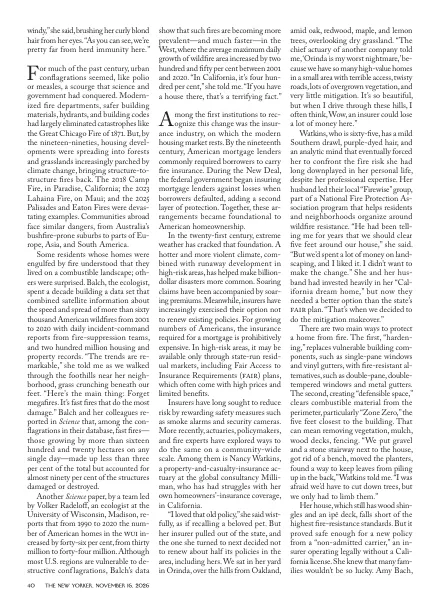 windy," she said, brushing her curly blond
hair from her eyes. "As you can see, we're
pretty far from herd immunity here."
For much of the past century, urban
conflagrations seemed, like polio
or measles, a scourge that science and
government had conquered. Modern-
ized fire departments, safer building
materials, hydrants, and building codes
had largely eliminated catastrophes like
the Great Chicago Fire of 1871. But, by
the nineteen-nineties, housing devel-
opments were spreading into forests
and grasslands increasingly parched by
climate change, bringing structure-to-
structure fires back. The 2018 Camp
Fire, in Paradise, California; the 2023
Lahaina Fire, on Maui; and the 2025
Palisades and Eaton Fires were devas-
tating examples. Communities abroad
face similar dangers, from Australia's
bushfire-prone suburbs to parts of Eu-
rope, Asia, and South America.
Some residents whose homes were
engulfed by fire understood that they
lived on a combustible landscape; oth-
ers were surprised. Balch, the ecologist,
spent a decade building a data set that
combined satellite information about
the speed and spread of more than sixty
thousand American wildfires from 2001
to 2020 with daily incident-command
reports from fire-suppression teams,
and two hundred million housing and
property records. "The trends are re-
markable," she told me as we walked
through the foothills near her neigh-
borhood, grass crunching beneath our
feet. "Here's the main thing: Forget
megafires. It's fast fires that do the most
damage." Balch and her colleagues re-
ported in Science that, among the con-
flagrations in their database, fast fires—
those growing by more than sixteen
hundred and twenty hectares on any
single day—made up less than three
per cent of the total but accounted for
almost ninety per cent of the structures
damaged or destroyed.
Another Science paper, by a team led
by Volker Radeloff, an ecologist at the
University of Wisconsin, Madison, re-
ports that from 1990 to 2020 the num-
ber of American homes in the WUI in-
creased by forty-six per cent, from thirty
million to forty-four million. Although
most U.S. regions are vulnerable to de-
structive conflagrations, Balch's data
show that such fires are becoming more
prevalent—and much faster—in the
West, where the average maximum daily
growth of wildfire area increased by two
hundred and fifty per cent between 2001
and 2020. "In California, it's four hun-
dred per cent," she told me. "If you have
a house there, that's a terrifying fact."
Among the first institutions to rec-
ognize this change was the insur-
ance industry, on which the modern
housing market rests. By the nineteenth
century, American mortgage lenders
commonly required borrowers to carry
fire insurance. During the New Deal,
the federal government began insuring
mortgage lenders against losses when
borrowers defaulted, adding a second
layer of protection. Together, these ar-
rangements became foundational to
American homeownership.
In the twenty-first century, extreme
weather has cracked that foundation. A
hotter and more volatile climate, com-
bined with runaway development in
high-risk areas, has helped make billion-
dollar disasters more common. Soaring
claims have been accompanied by soar-
ing premiums. Meanwhile, insurers have
increasingly exercised their option not
to renew existing policies. For growing
numbers of Americans, the insurance
required for a mortgage is prohibitively
expensive. In high-risk areas, it may be
available only through state-run resid-
ual markets, including Fair Access to
Insurance Requirements (FAIR) plans,
which often come with high prices and
limited benefits.
Insurers have long sought to reduce
risk by rewarding safety measures such
as smoke alarms and security cameras.
More recently, actuaries, policymakers,
and fire experts have explored ways to
do the same on a community-wide
scale. Among them is Nancy Watkins,
a property-and-casualty-insurance ac-
tuary at the global consultancy Milli-
man, who has had struggles with her
own homeowners'-insurance coverage,
in California.
"I loved that old policy," she said wist-
fully, as if recalling a beloved pet. But
her insurer pulled out of the state, and
the one she turned to next decided not
to renew about half its policies in the
area, including hers. We sat in her yard
in Orinda, over the hills from Oakland,
amid oak, redwood, maple, and lemon
trees, overlooking dry grassland. "The
chief actuary of another company told
me, 'Orinda is my worst nightmare,' be-
cause we have so many high-value homes
in a small area with terrible access, twisty
roads, lots of overgrown vegetation, and
very little mitigation. It's so beautiful,
but when I drive through these hills, I
often think, Wow, an insurer could lose
a lot of money here."
Watkins, who is sixty-five, has a mild
Southern drawl, purple-dyed hair, and
an analytic mind that eventually forced
her to confront the fire risk she had
long downplayed in her personal life,
despite her professional expertise. Her
husband led their local "Firewise" group,
part of a National Fire Protection As-
sociation program that helps residents
and neighborhoods organize around
wildfire resistance. "He had been tell-
ing me for years that we should clear
five feet around our house," she said.
"But we'd spent a lot of money on land-
scaping, and I liked it. I didn't want to
make the change." She and her hus-
band had invested heavily in her "Cal-
ifornia dream home," but now they
needed a better option than the state's
FAIR plan. "That's when we decided to
do the mitigation makeover."
There are two main ways to protect
a home from fire. The first, "harden-
ing," replaces vulnerable building com-
ponents, such as single-pane windows
and vinyl gutters, with fire-resistant al-
ternatives, such as double-pane, double-
tempered windows and metal gutters.
The second, creating "defensible space,"
clears combustible material from the
perimeter, particularly "Zone Zero," the
five feet closest to the building. That
can mean removing vegetation, mulch,
wood decks, fencing. "We put gravel
and a stone stairway next to the house,
got rid of a bench, moved the planters,
found a way to keep leaves from piling
up in the back," Watkins told me. "I was
afraid we'd have to cut down trees, but
we only had to limb them."
Her house, which still has wood shin-
gles and an ipê deck, falls short of the
highest fire-resistance standards. But it
proved safe enough for a new policy
from a "non-admitted carrier," an in-
surer operating legally without a Cali-
fornia license. She knew that many fam-
ilies wouldn't be so lucky. Amy Bach,
40 THE NEW YORKER, NOVEMBER 16, 2026